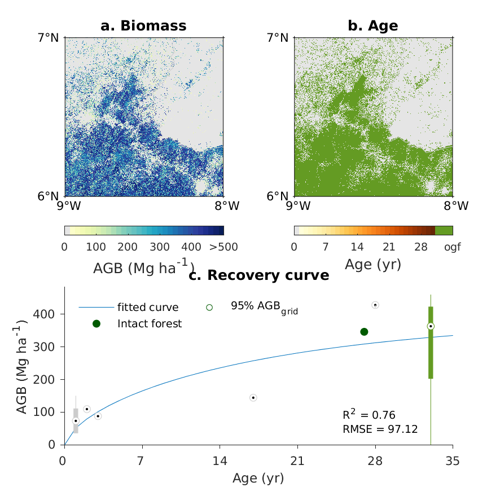 a. Biomass
b. Age
7°N
7°N
6°N
6°N
9°W
8°W
9°W
8°W
0 100 200 300 400 >500
0 7 14 21 28 ogf
AGB (Mg ha⁻¹)
Age (yr)
c. Recovery curve
fitted curve
95% AGB_grid
Intact forest
400
300
200
100
0
AGB (Mg ha⁻¹)
R² = 0.76
RMSE = 97.12
0 7 14 21 28 35
Age (yr)